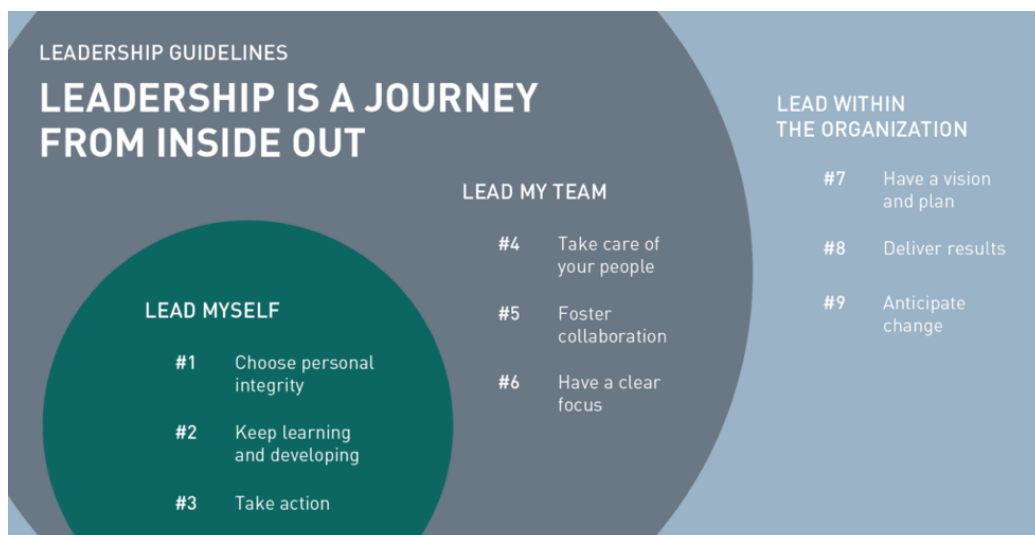 LEADERSHIP GUIDELINES
LEADERSHIP IS A JOURNEY
FROM INSIDE OUT
LEAD MYSELF
#1 Choose personal
integrity
#2 Keep learning
and developing
#3 Take action
LEAD MY TEAM
#4 Take care of
your people
#5 Foster
collaboration
#6 Have a clear
focus
LEAD WITHIN
THE ORGANIZATION
#7 Have a vision
and plan
#8 Deliver results
#9 Anticipate
change